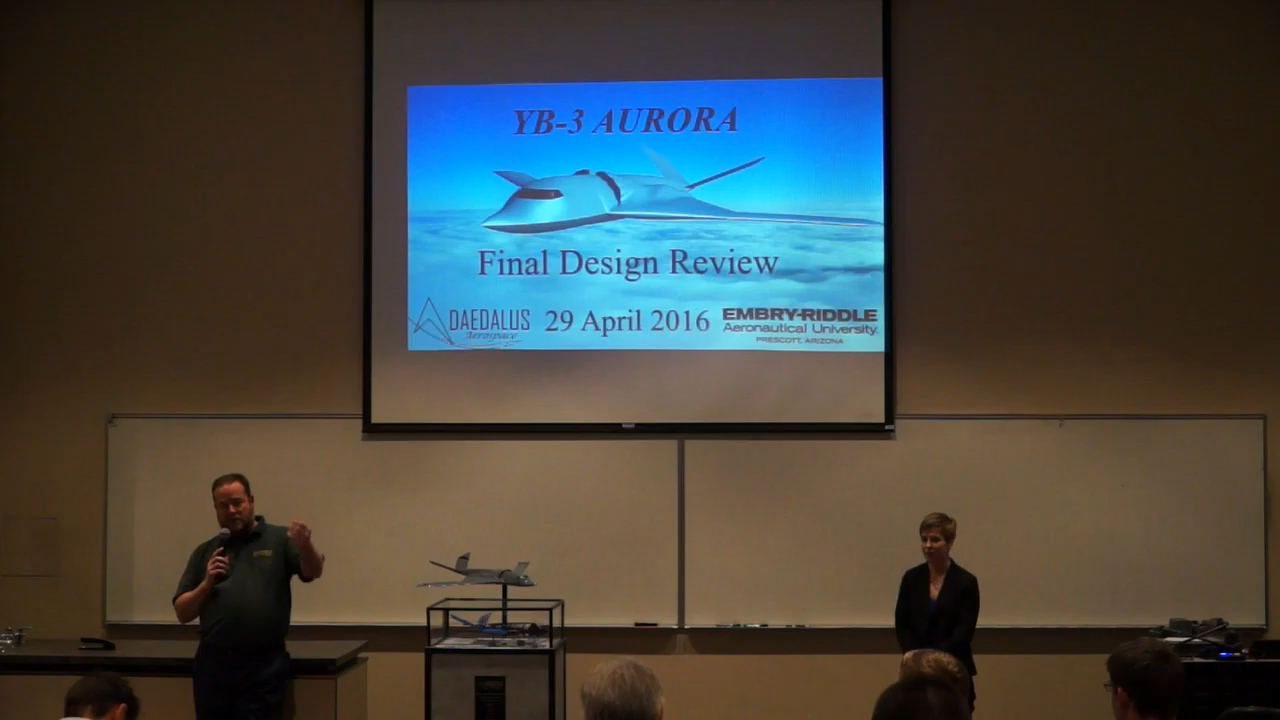 YB-3 AURORA
Final Design Review
DAEDALUS
Aerospace
29 April 2016
EMBRY-RIDDLE
Aeronautical University.
PRESCOTT, ARIZONA